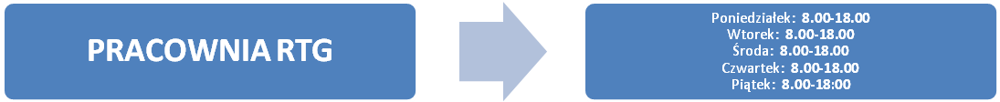 PRACOWNIA RTG
Poniedziałek: 8.00-18.00
Wtorek: 8.00-18.00
Środa: 8.00-18.00
Czwartek: 8.00-18.00
Piątek: 8.00-18:00